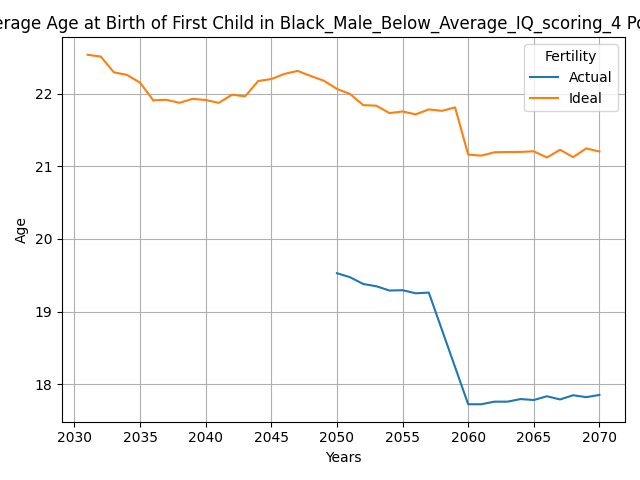 erage Age at Birth of First Child in Black_Male_Below_Average_IQ_scoring_4 Po
Fertility
Actual
Ideal
22
21
20
19
18
Age
2030 2035 2040 2045 2050 2055 2060 2065 2070
Years